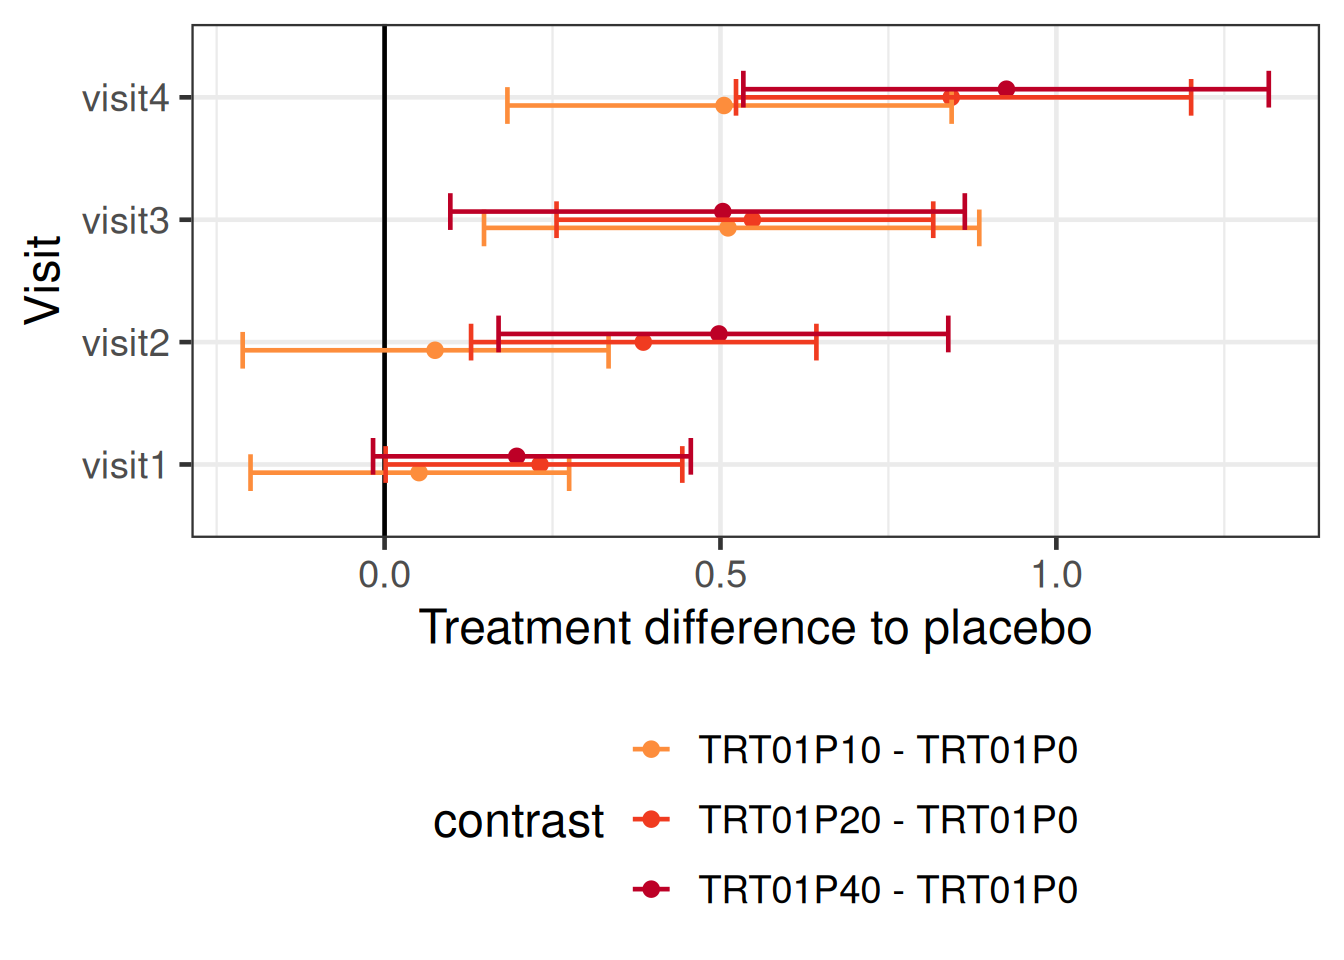 visit4
visit3
visit2
visit1
Visit
0.0 0.5 1.0
Treatment difference to placebo
contrast
TRT01P10 - TRT01P0
TRT01P20 - TRT01P0
TRT01P40 - TRT01P0